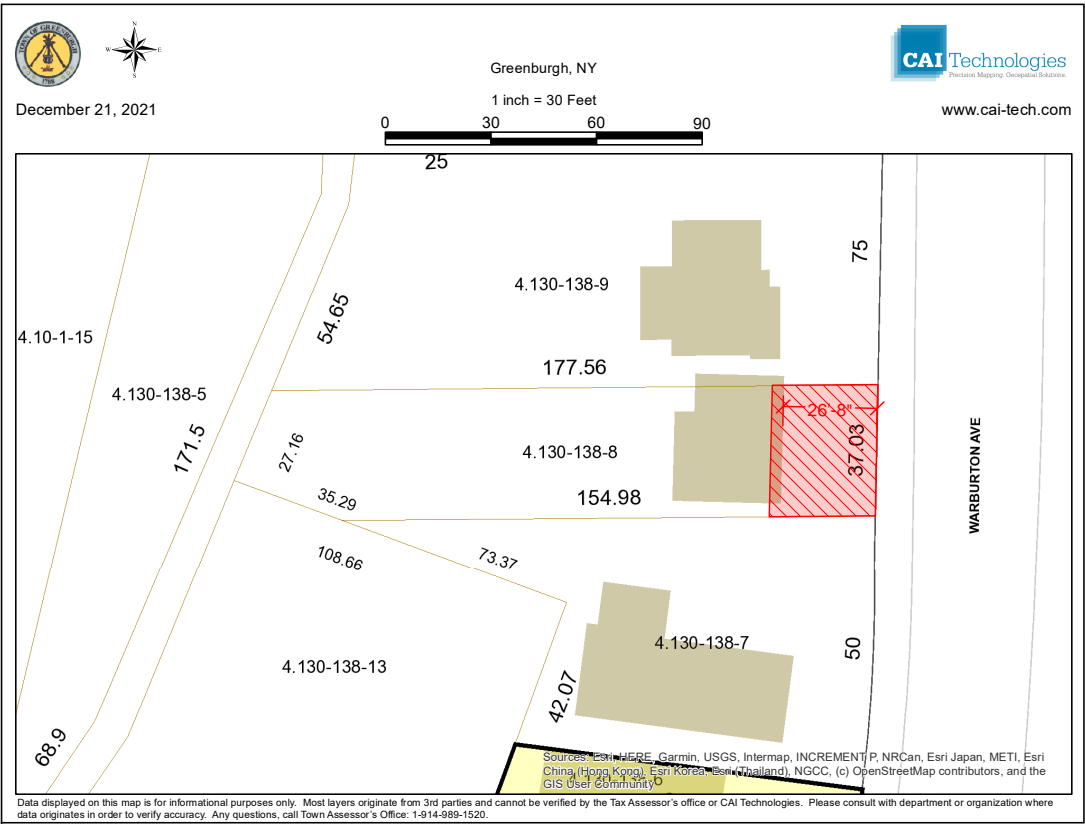 TOWN OF GREENBURGH
1788
N
W E
S
CAI Technologies
Precision Mapping. Geospatial Solutions.
Greenburgh, NY
December 21, 2021
1 inch = 30 Feet
www.cai-tech.com
0 30 60 90
25
75
4.130-138-9
54.65
4.10-1-15
177.56
4.130-138-5
26'-8"
171.5
27.16
4.130-138-8
37.03
WARBURTON AVE
35.29
154.98
108.66
73.37
4.130-138-7
50
4.130-138-13
42.07
68.9
Sources: Esri, HERE, Garmin, USGS, Intermap, INCREMENT P, NRCan, Esri Japan, METI, Esri
China (Hong Kong), Esri Korea, Esri (Thailand), NGCC, (c) OpenStreetMap contributors, and the
GIS User Community
Data displayed on this map is for informational purposes only. Most layers originate from 3rd parties and cannot be verified by the Tax Assessor's office or CAI Technologies. Please consult with department or organization where
data originates in order to verify accuracy. Any questions, call Town Assessor's Office: 1-914-989-1520.